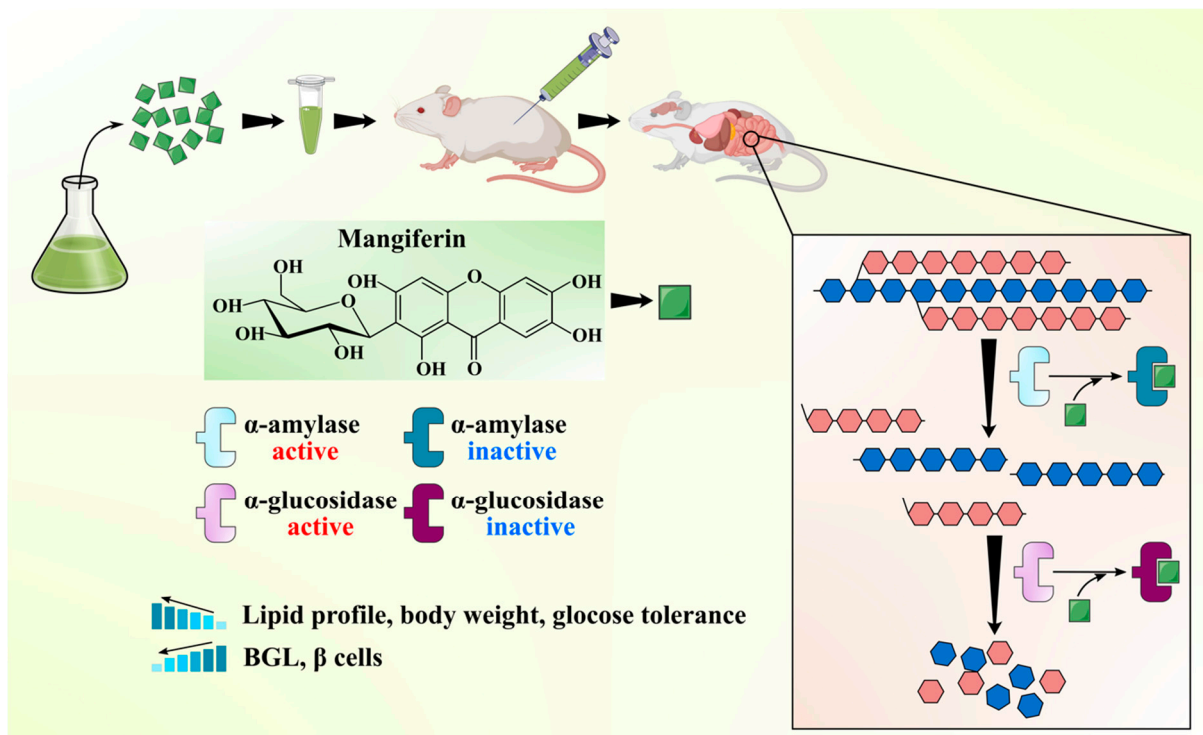 Mangiferin
OH
OH
O
OH
OH
OH
OH
O
OH
OH
OH
O
α-amylase
active
α-amylase
inactive
α-glucosidase
active
α-glucosidase
inactive
Lipid profile, body weight, glocose tolerance
BGL, β cells